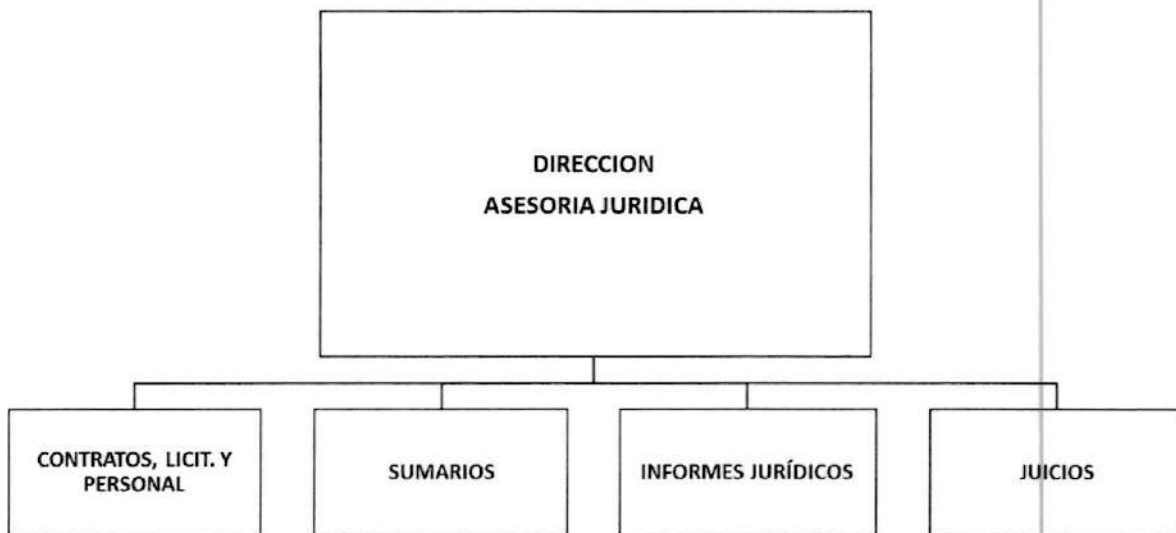 DIRECCION
ASESORIA JURIDICA
CONTRATOS, LICIT. Y
PERSONAL
SUMARIOS
INFORMES JURÍDICOS
JUICIOS